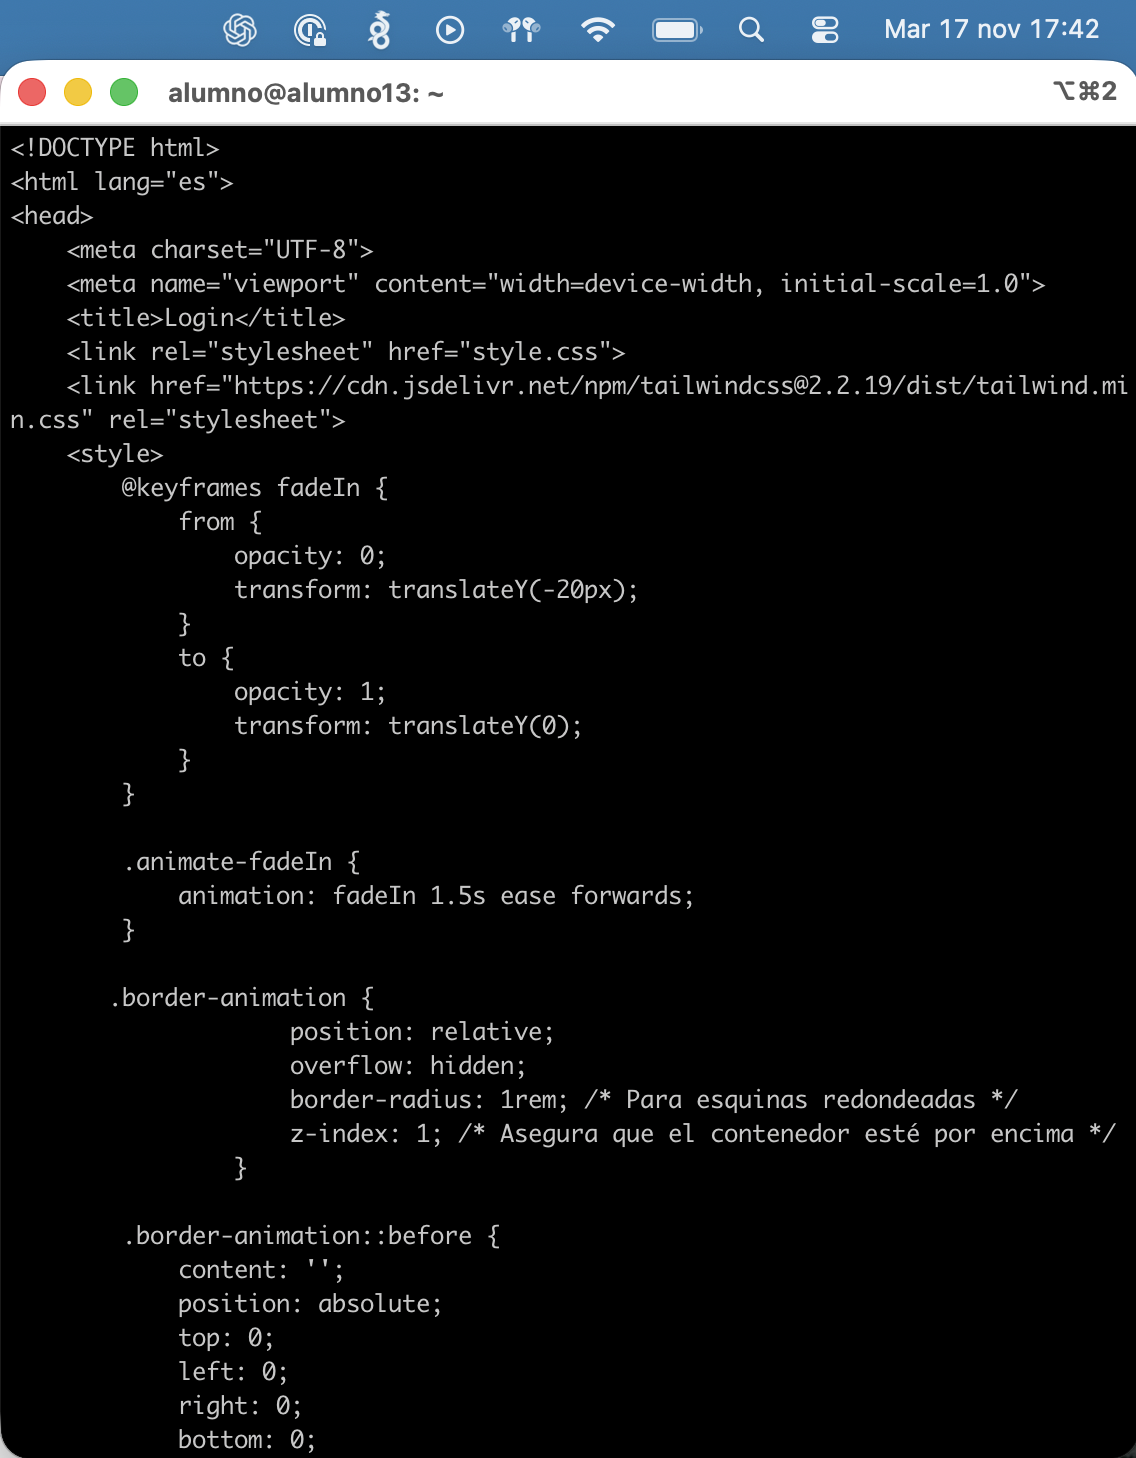 Mar 17 nov 17:42
alumno@alumno13: ~
⌥⌘2
<!DOCTYPE html>
<html lang="es">
<head>
    <meta charset="UTF-8">
    <meta name="viewport" content="width=device-width, initial-scale=1.0">
    <title>Login</title>
    <link rel="stylesheet" href="style.css">
    <link href="https://cdn.jsdelivr.net/npm/tailwindcss@2.2.19/dist/tailwind.mi
n.css" rel="stylesheet">
    <style>
        @keyframes fadeIn {
            from {
                opacity: 0;
                transform: translateY(-20px);
            }
            to {
                opacity: 1;
                transform: translateY(0);
            }
        }

        .animate-fadeIn {
            animation: fadeIn 1.5s ease forwards;
        }

       .border-animation {
                    position: relative;
                    overflow: hidden;
                    border-radius: 1rem; /* Para esquinas redondeadas */
                    z-index: 1; /* Asegura que el contenedor esté por encima */
                }

        .border-animation::before {
            content: '';
            position: absolute;
            top: 0;
            left: 0;
            right: 0;
            bottom: 0;